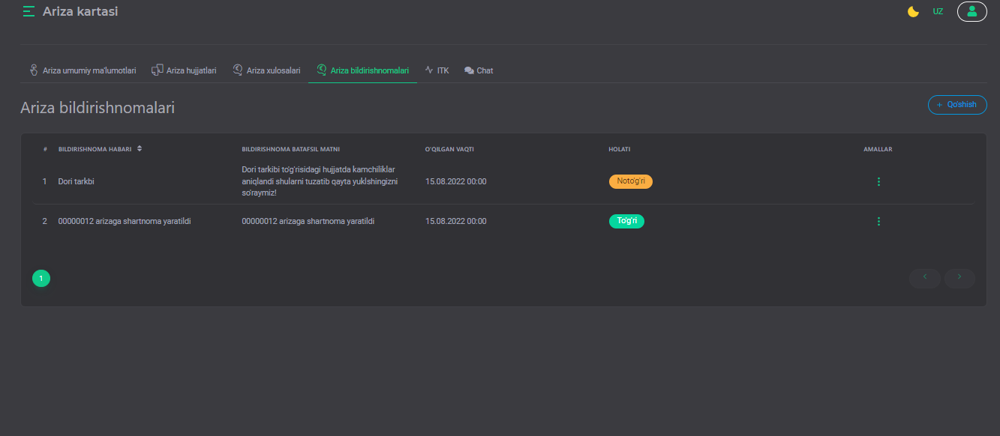 Ariza kartasi
UZ
Ariza umumiy ma'lumotlari Ariza hujjatlari Ariza xulosalari Ariza bildirishnomalari ITK Chat
Ariza bildirishnomalari
+ Qo'shish
# BILDIRISHNOMA HABARI BILDIRISHNOMA BATAFSIL MATNI O'QILGAN VAQTI HOLATI AMALLAR
1 Dori tarkbi Dori tarkibi to'g'risidagi hujjatda kamchiliklar aniqlandi shularni tuzatib qayta yuklshingizni so'raymiz! 15.08.2022 00:00 Noto'g'ri
2 00000012 arizaga shartnoma yaratildi 00000012 arizaga shartnoma yaratildi 15.08.2022 00:00 To'g'ri
1